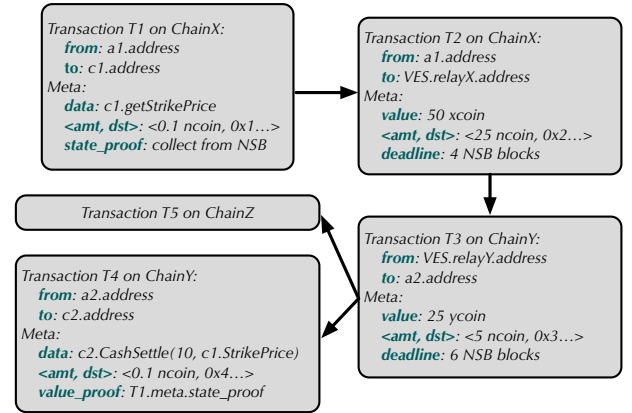 Transaction T1 on ChainX:
from: a1.address
to: c1.address
Meta:
data: c1.getStrikePrice
<amt, dst>: <0.1 ncoin, 0x1...>
state_proof: collect from NSB
Transaction T2 on ChainX:
from: a1.address
to: VES.relayX.address
Meta:
value: 50 xcoin
<amt, dst>: <25 ncoin, 0x2...>
deadline: 4 NSB blocks
Transaction T3 on ChainY:
from: VES.relayY.address
to: a2.address
Meta:
value: 25 ycoin
<amt, dst>: <5 ncoin, 0x3...>
deadline: 6 NSB blocks
Transaction T5 on ChainZ
Transaction T4 on ChainY:
from: a2.address
to: c2.address
Meta:
data: c2.CashSettle(10, c1.StrikePrice)
<amt, dst>: <0.1 ncoin, 0x4...>
value_proof: T1.meta.state_proof